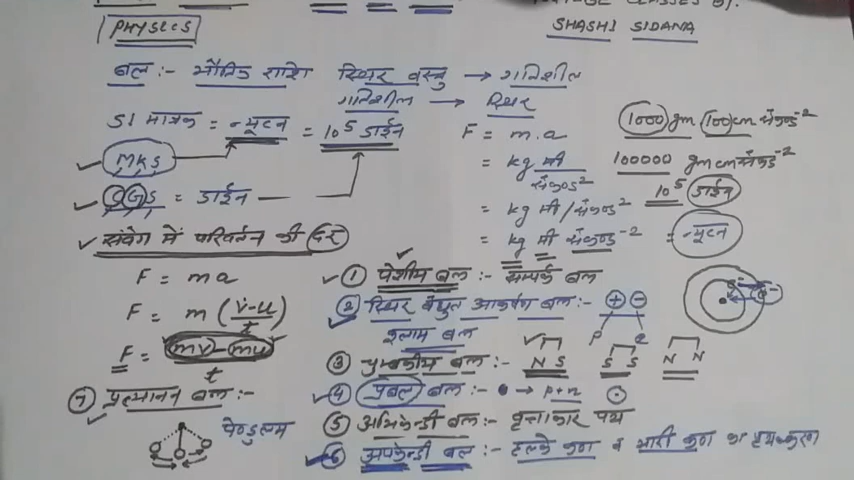 PHYSICS
SHASHI SIDANA
बल :- भौतिक राशि स्थिर वस्तु → गतिशील
गतिशील → स्थिर
SI मात्रक = न्यूटन = 10⁵ डाईन
MKS
CGS = डाईन
संवेग में परिवर्तन की दर
F = ma
F = m (v-u/t)
F = mv - mu / t
7 प्रत्यानन बल :-
पेण्डुलम
F = m.a
= kg मी / सैकण्ड²
= kg मी/सैकण्ड²
= kg मी सैकण्ड⁻² = न्यूटन
1000 gm 100 cm सैकण्ड⁻²
100000 gm cm सैकण्ड⁻²
10⁵ डाईन
1 पेशीय बल :- सम्पर्क बल
2 स्थिर वैधुत आकर्षण बल :- + -
कूलाम बल
3 चुम्बकीय बल :- N S S S N N
4 प्रबल बल :- • → p+n
5 अभिकेन्द्री बल :- वृत्ताकार पथ
6 अपकेन्द्री बल :- हल्के कण व भारी कण का पृथक्करण